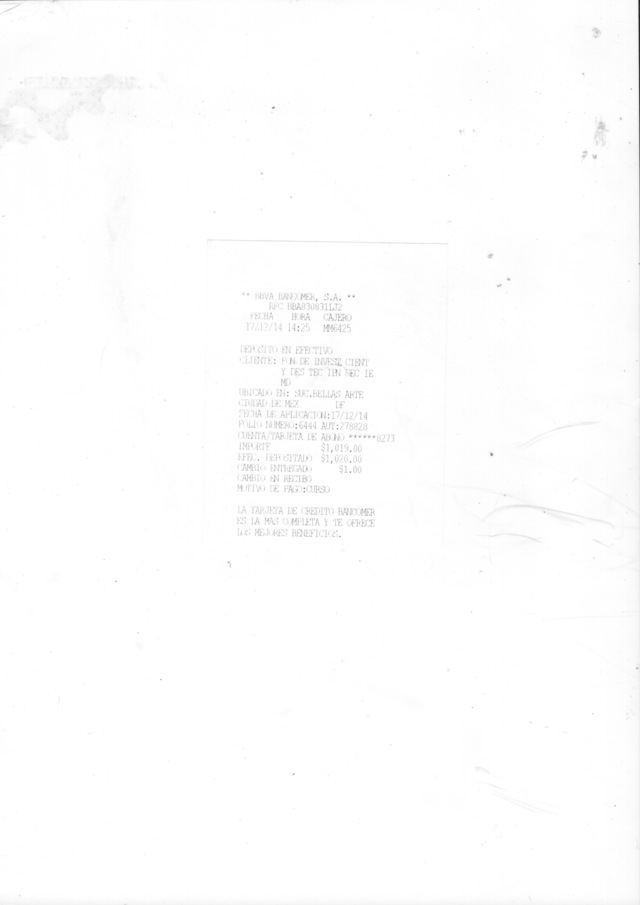 ** BBVA BANCOMER, S.A. **
RFC BBA830831LJ2
FECHA HORA CAJERO
17/12/14 14:25 MM6425
DEPOSITO EN EFECTIVO
CLIENTE: FON.DE INVEST CIENT
Y DES TEC IPN SEC IE
MD
UBICADO EN: SUC.BELLAS ARTE
CIUDAD DE MEX DF
FECHA DE APLICACION:17/12/14
FOLIO NUMERO:6444 AUT:278828
CUENTA/TARJETA DE ABONO ******0273
IMPORTE $1,019.00
EFEC. DEPOSITADO $1,020.00
CAMBIO ENTREGADO $1.00
CAMBIO EN RECIBO
MOTIVO DE PAGO:CURSO
LA TARJETA DE CREDITO BANCOMER
ES LA MAS COMPLETA Y TE OFRECE
LOS MEJORES BENEFICIOS.